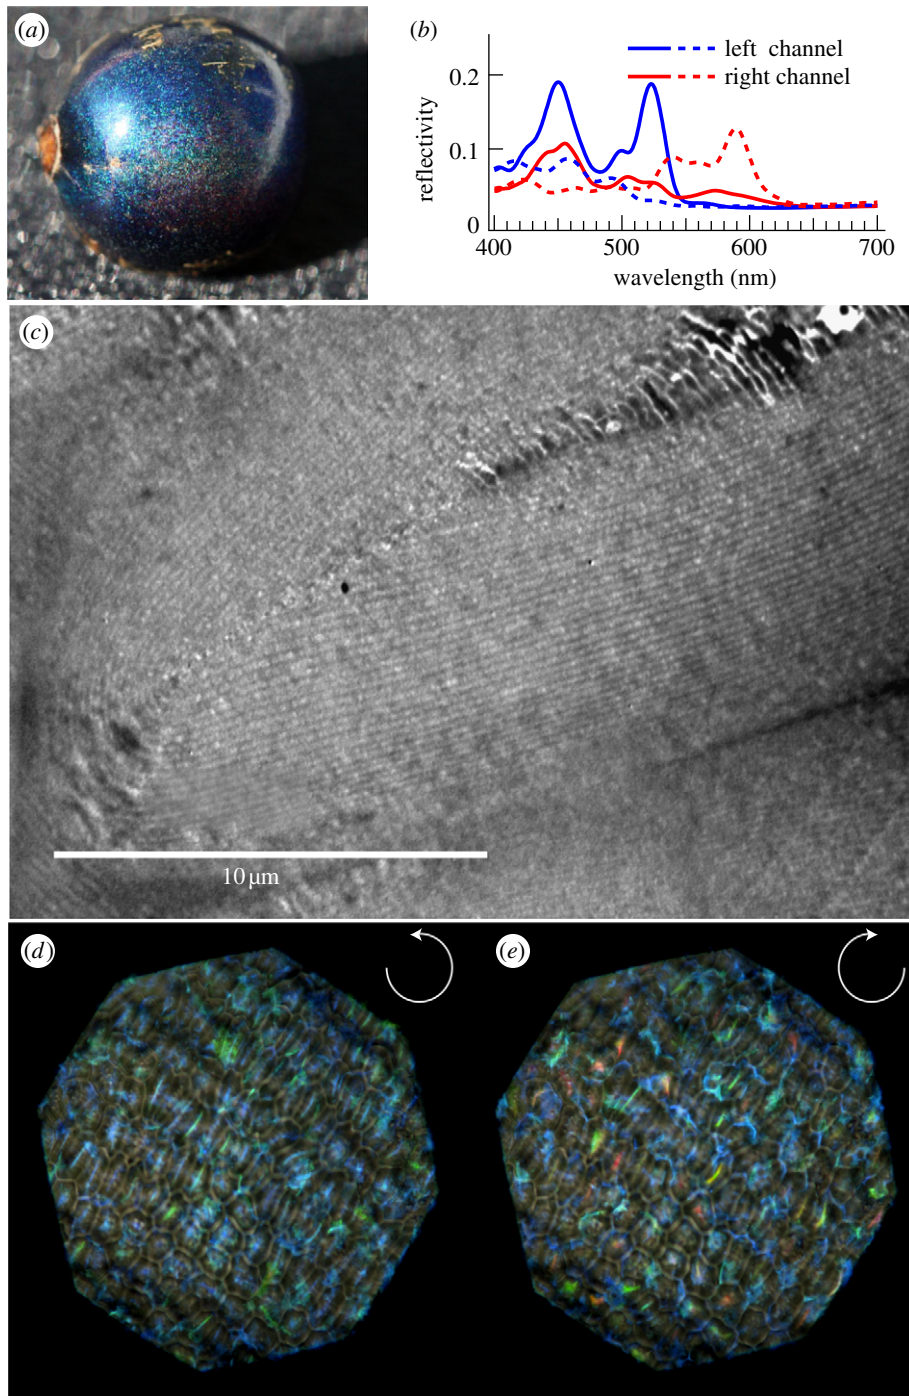 (a)
(b)
left channel
right channel
0.2
0.1
0
reflectivity
400
500
600
700
wavelength (nm)
(c)
10 µm
(d)
(e)